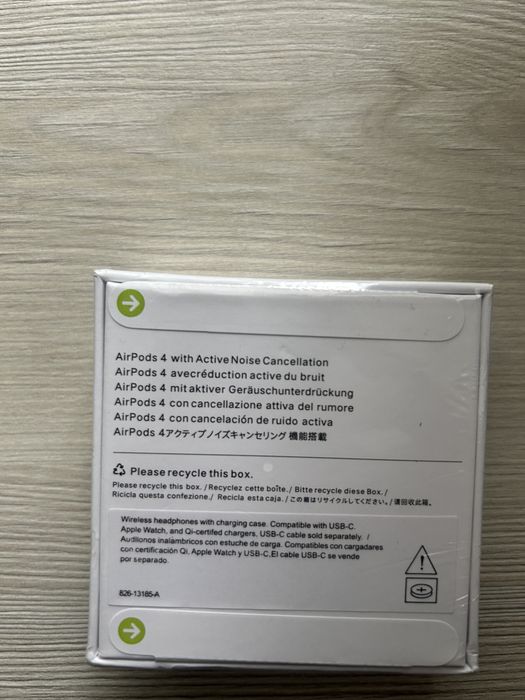 AirPods 4 with Active Noise Cancellation
AirPods 4 avecréduction active du bruit
AirPods 4 mit aktiver Geräuschunterdrückung
AirPods 4 con cancellazione attiva del rumore
AirPods 4 con cancelación de ruido activa
AirPods 4アクティブノイズキャンセリング 機能搭載
Please recycle this box.
Please recycle this box. /Recyclez cette boîte./ Bitte recycle diese Box./
Ricicla questa confezione./ Recicla esta caja. /この箱はリサイクルしてください。/請回收此箱。
Wireless headphones with charging case. Compatible with USB-C.
Apple Watch, and Qi-certifed chargers. USB-C cable sold separately. /
Audílonos inalambricos con estuche de carga. Compatibles con cargadares
con certificación Qi, Apple Watch y USB-C.El cable USB-C se vende
por separado.
826-13185-A